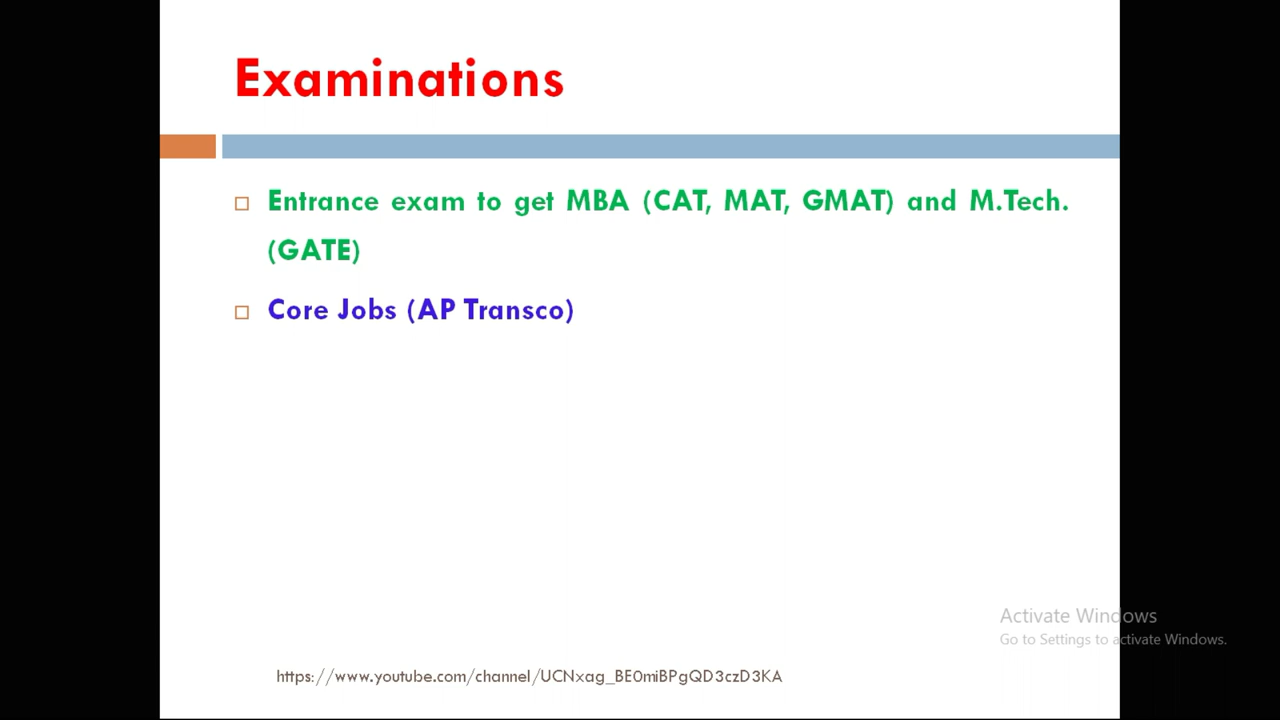 Examinations
Entrance exam to get MBA (CAT, MAT, GMAT) and M.Tech.
(GATE)
Core Jobs (AP Transco)
Activate Windows
Go to Settings to activate Windows.
https://www.youtube.com/channel/UCNxag_BE0miBPgQD3czD3KA